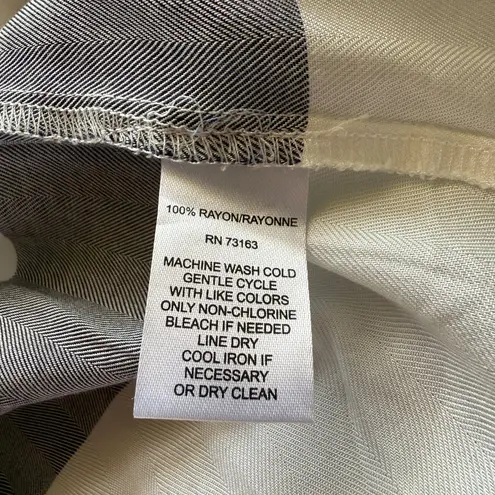 100% RAYON/RAYONNE
RN 73163
MACHINE WASH COLD
GENTLE CYCLE
WITH LIKE COLORS
ONLY NON-CHLORINE
BLEACH IF NEEDED
LINE DRY
COOL IRON IF
NECESSARY
OR DRY CLEAN